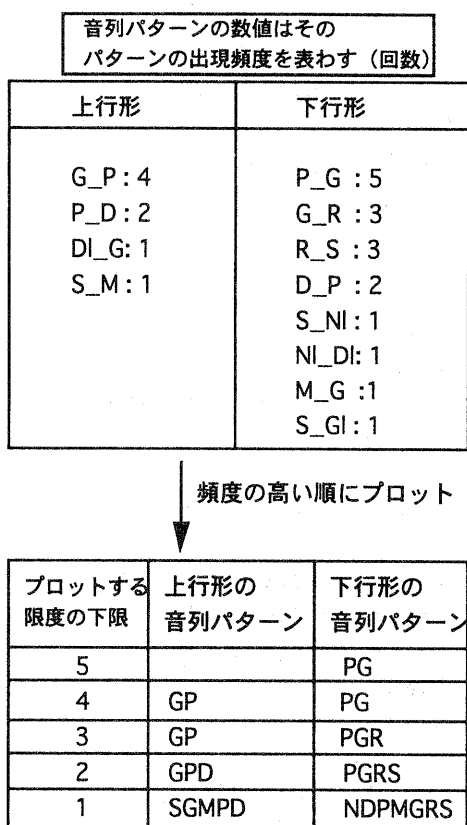 音列パターンの数値はその
パターンの出現頻度を表わす（回数）
上行形 下行形
G_P : 4 P_G : 5
P_D : 2 G_R : 3
Dl_G: 1 R_S : 3
S_M : 1 D_P : 2
S_Nl : 1
Nl_Dl: 1
M_G :1
S_Gl : 1
頻度の高い順にプロット
プロットする 上行形の 下行形の
限度の下限 音列パターン 音列パターン
5 PG
4 GP PG
3 GP PGR
2 GPD PGRS
1 SGMPD NDPMGRS